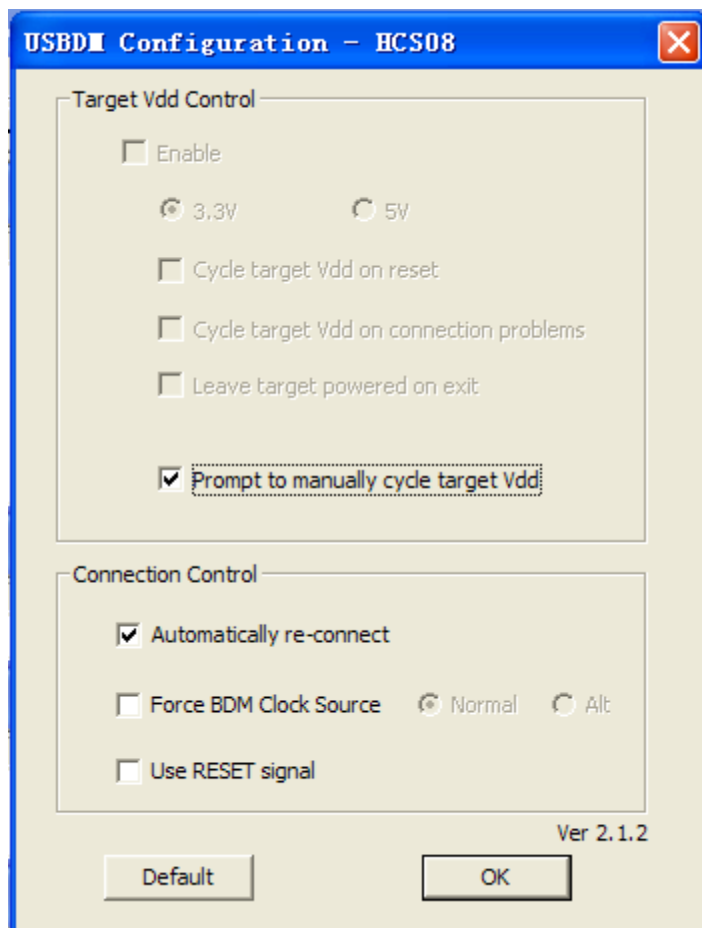 USBDM Configuration - HCS08
Target Vdd Control
Enable
3.3V 5V
Cycle target Vdd on reset
Cycle target Vdd on connection problems
Leave target powered on exit
Prompt to manually cycle target Vdd
Connection Control
Automatically re-connect
Force BDM Clock Source Normal Alt
Use RESET signal
Ver 2.1.2
Default OK